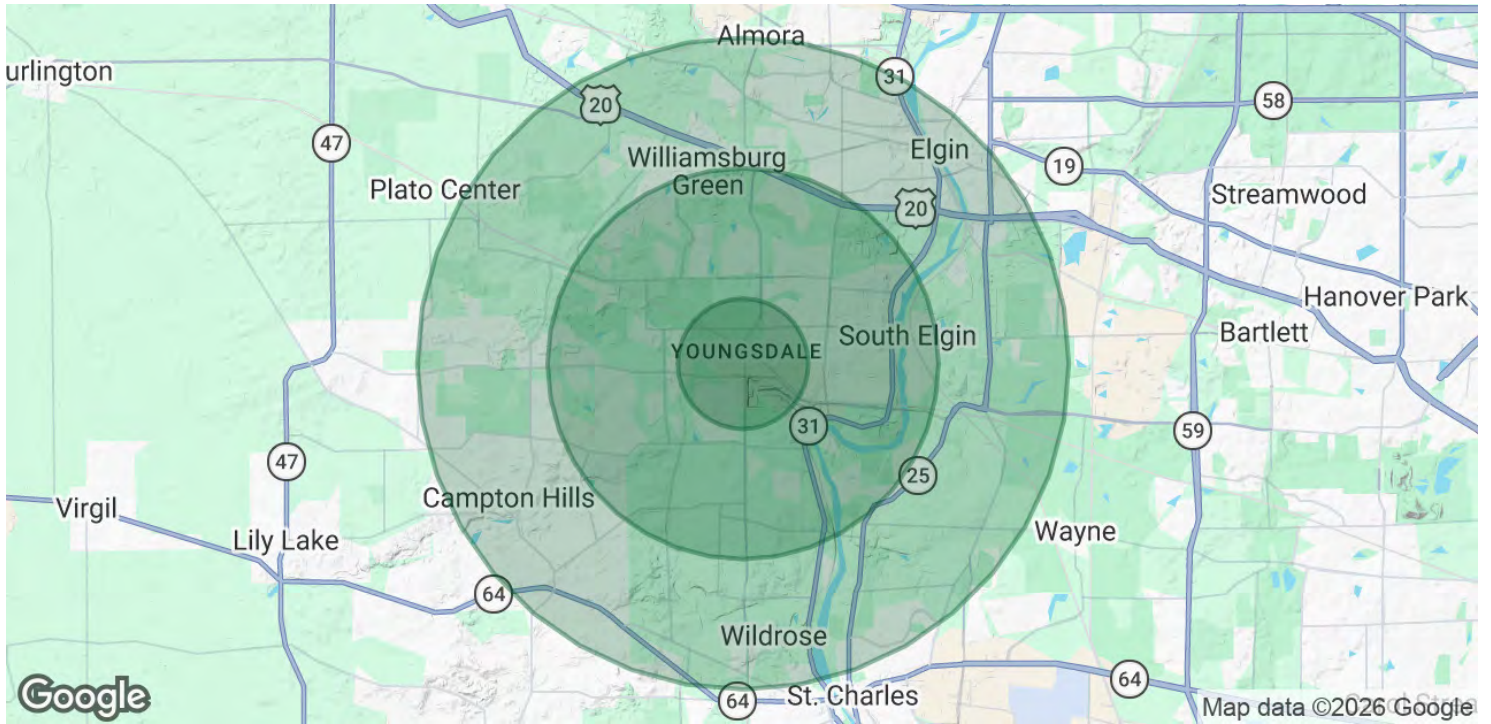 Almora
urlington
31
20
58
47
Elgin
Williamsburg
Green
19
Plato Center
Streamwood
20
Hanover Park
South Elgin
Bartlett
YOUNGSDALE
31
59
47
25
Campton Hills
Virgil
Wayne
Lily Lake
64
Wildrose
64
St. Charles
64
Google
Map data ©2026 Google